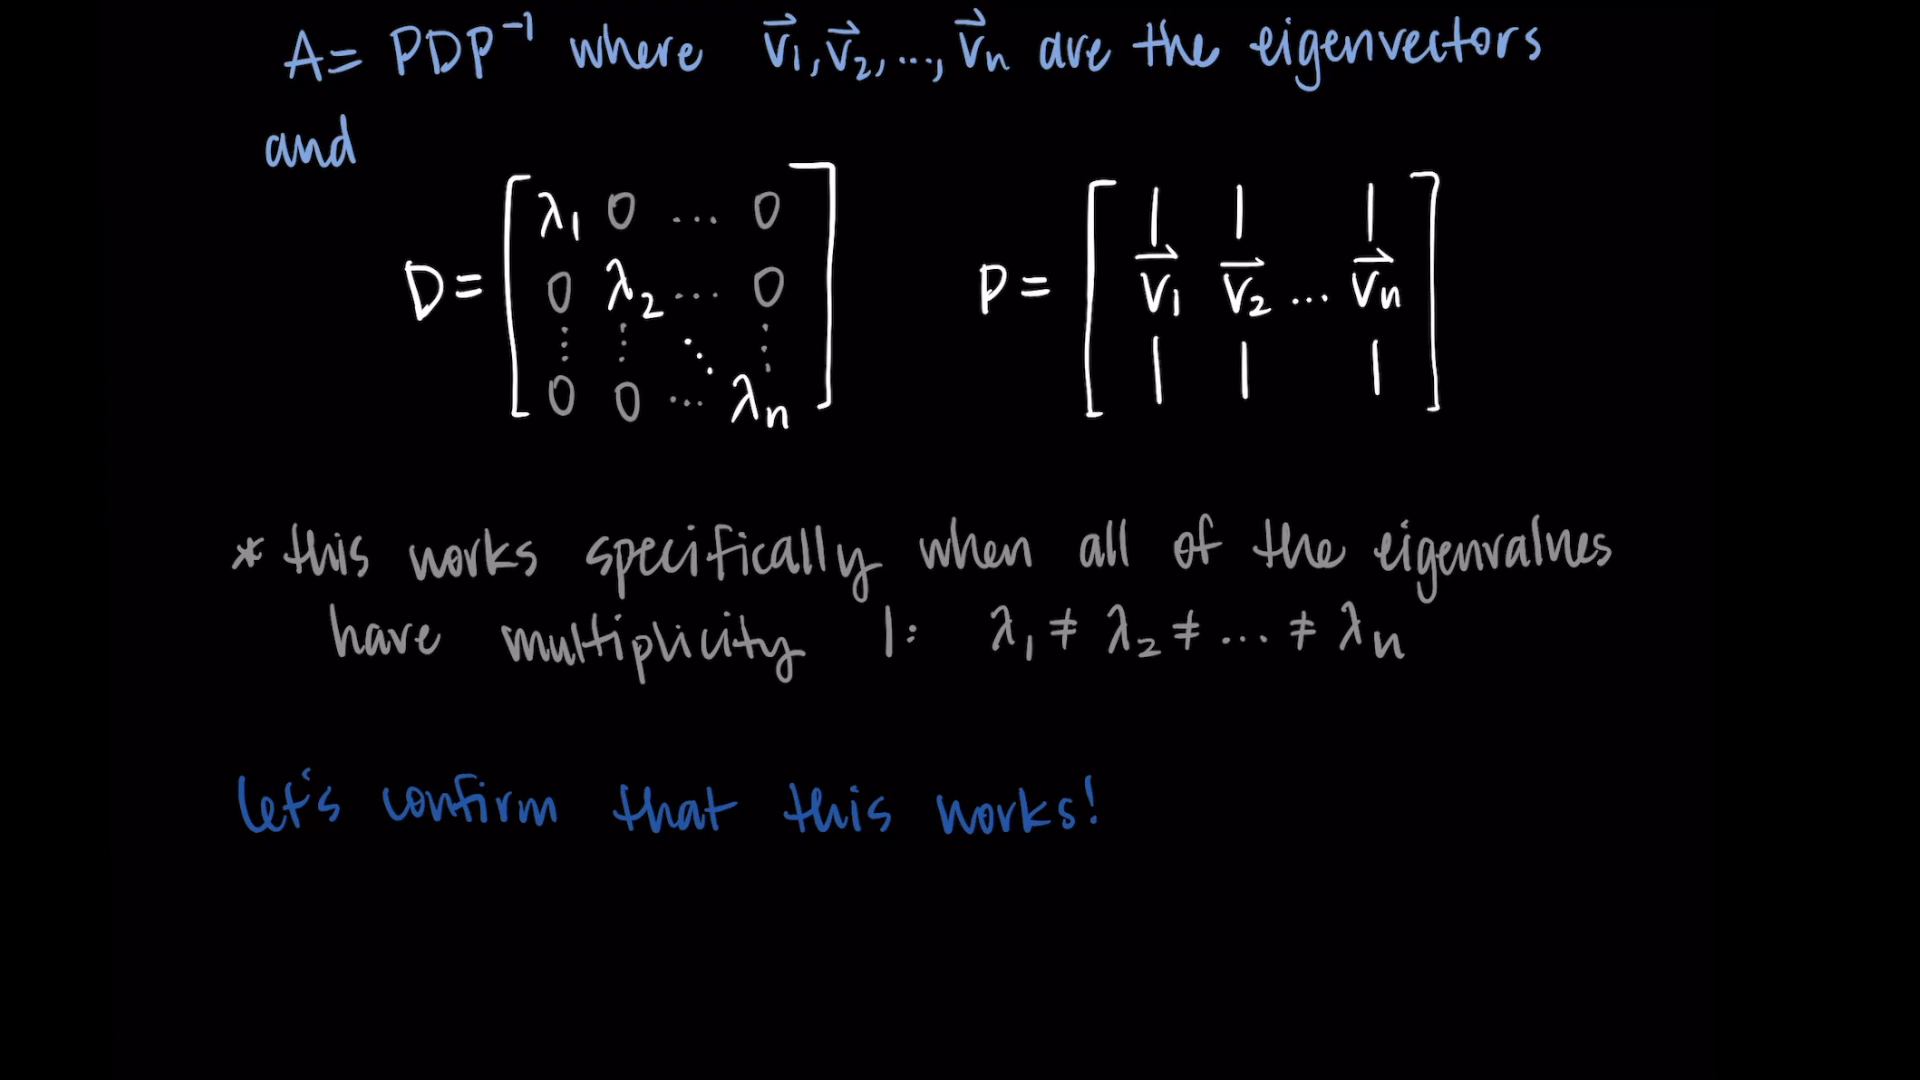 A = PDP⁻¹ where v⃗₁, v⃗₂, ..., v⃗ₙ are the eigenvectors
and
D = [λ₁ 0 ... 0
0 λ₂ ... 0
⋮ ⋮ ⋱ ⋮
0 0 ... λₙ]
P = [| | |
v⃗₁ v⃗₂ ... v⃗ₙ
| | |]
* this works specifically when all of the eigenvalues
have multiplicity 1: λ₁ ≠ λ₂ ≠ ... ≠ λₙ
let's confirm that this works!